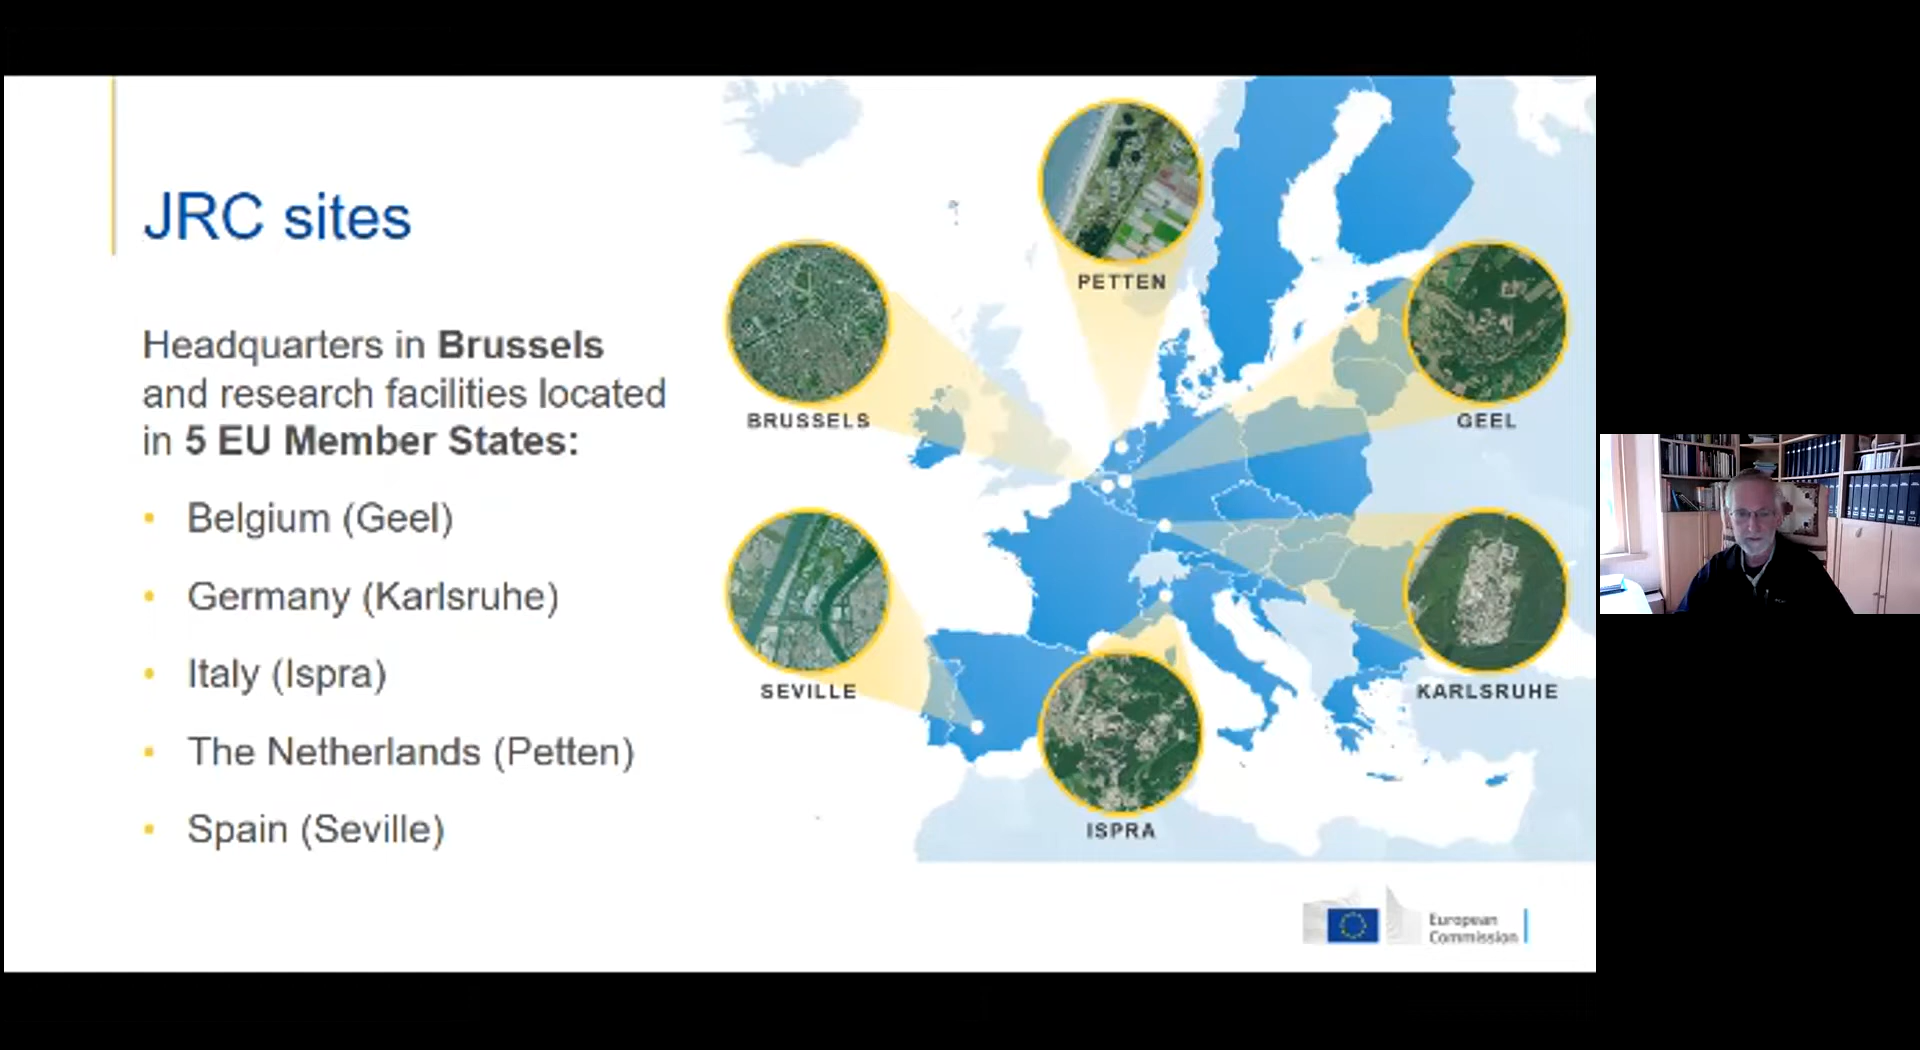 JRC sites
Headquarters in Brussels
and research facilities located
in 5 EU Member States:
• Belgium (Geel)
• Germany (Karlsruhe)
• Italy (Ispra)
• The Netherlands (Petten)
• Spain (Seville)
PETTEN
BRUSSELS
GEEL
SEVILLE
KARLSRUHE
ISPRA
European
Commission